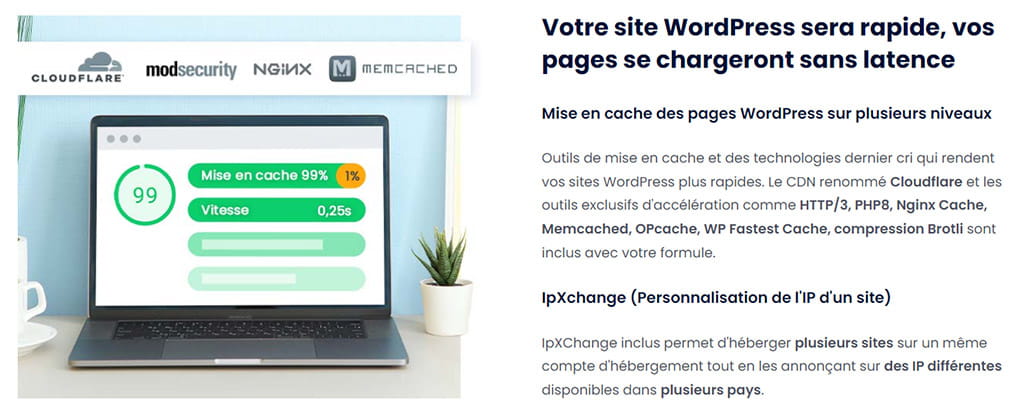 CLOUDFLARE
modsecurity
NGINX
M MEMCACHED
99
Mise en cache 99% 1%
Vitesse 0,25s
Votre site WordPress sera rapide, vos
pages se chargeront sans latence
Mise en cache des pages WordPress sur plusieurs niveaux
Outils de mise en cache et des technologies dernier cri qui rendent
vos sites WordPress plus rapides. Le CDN renommé Cloudflare et les
outils exclusifs d'accélération comme HTTP/3, PHP8, Nginx Cache,
Memcached, OPcache, WP Fastest Cache, compression Brotli sont
inclus avec votre formule.
IpXchange (Personnalisation de l'IP d'un site)
IpXChange inclus permet d'héberger plusieurs sites sur un même
compte d'hébergement tout en les annonçant sur des IP différentes
disponibles dans plusieurs pays.